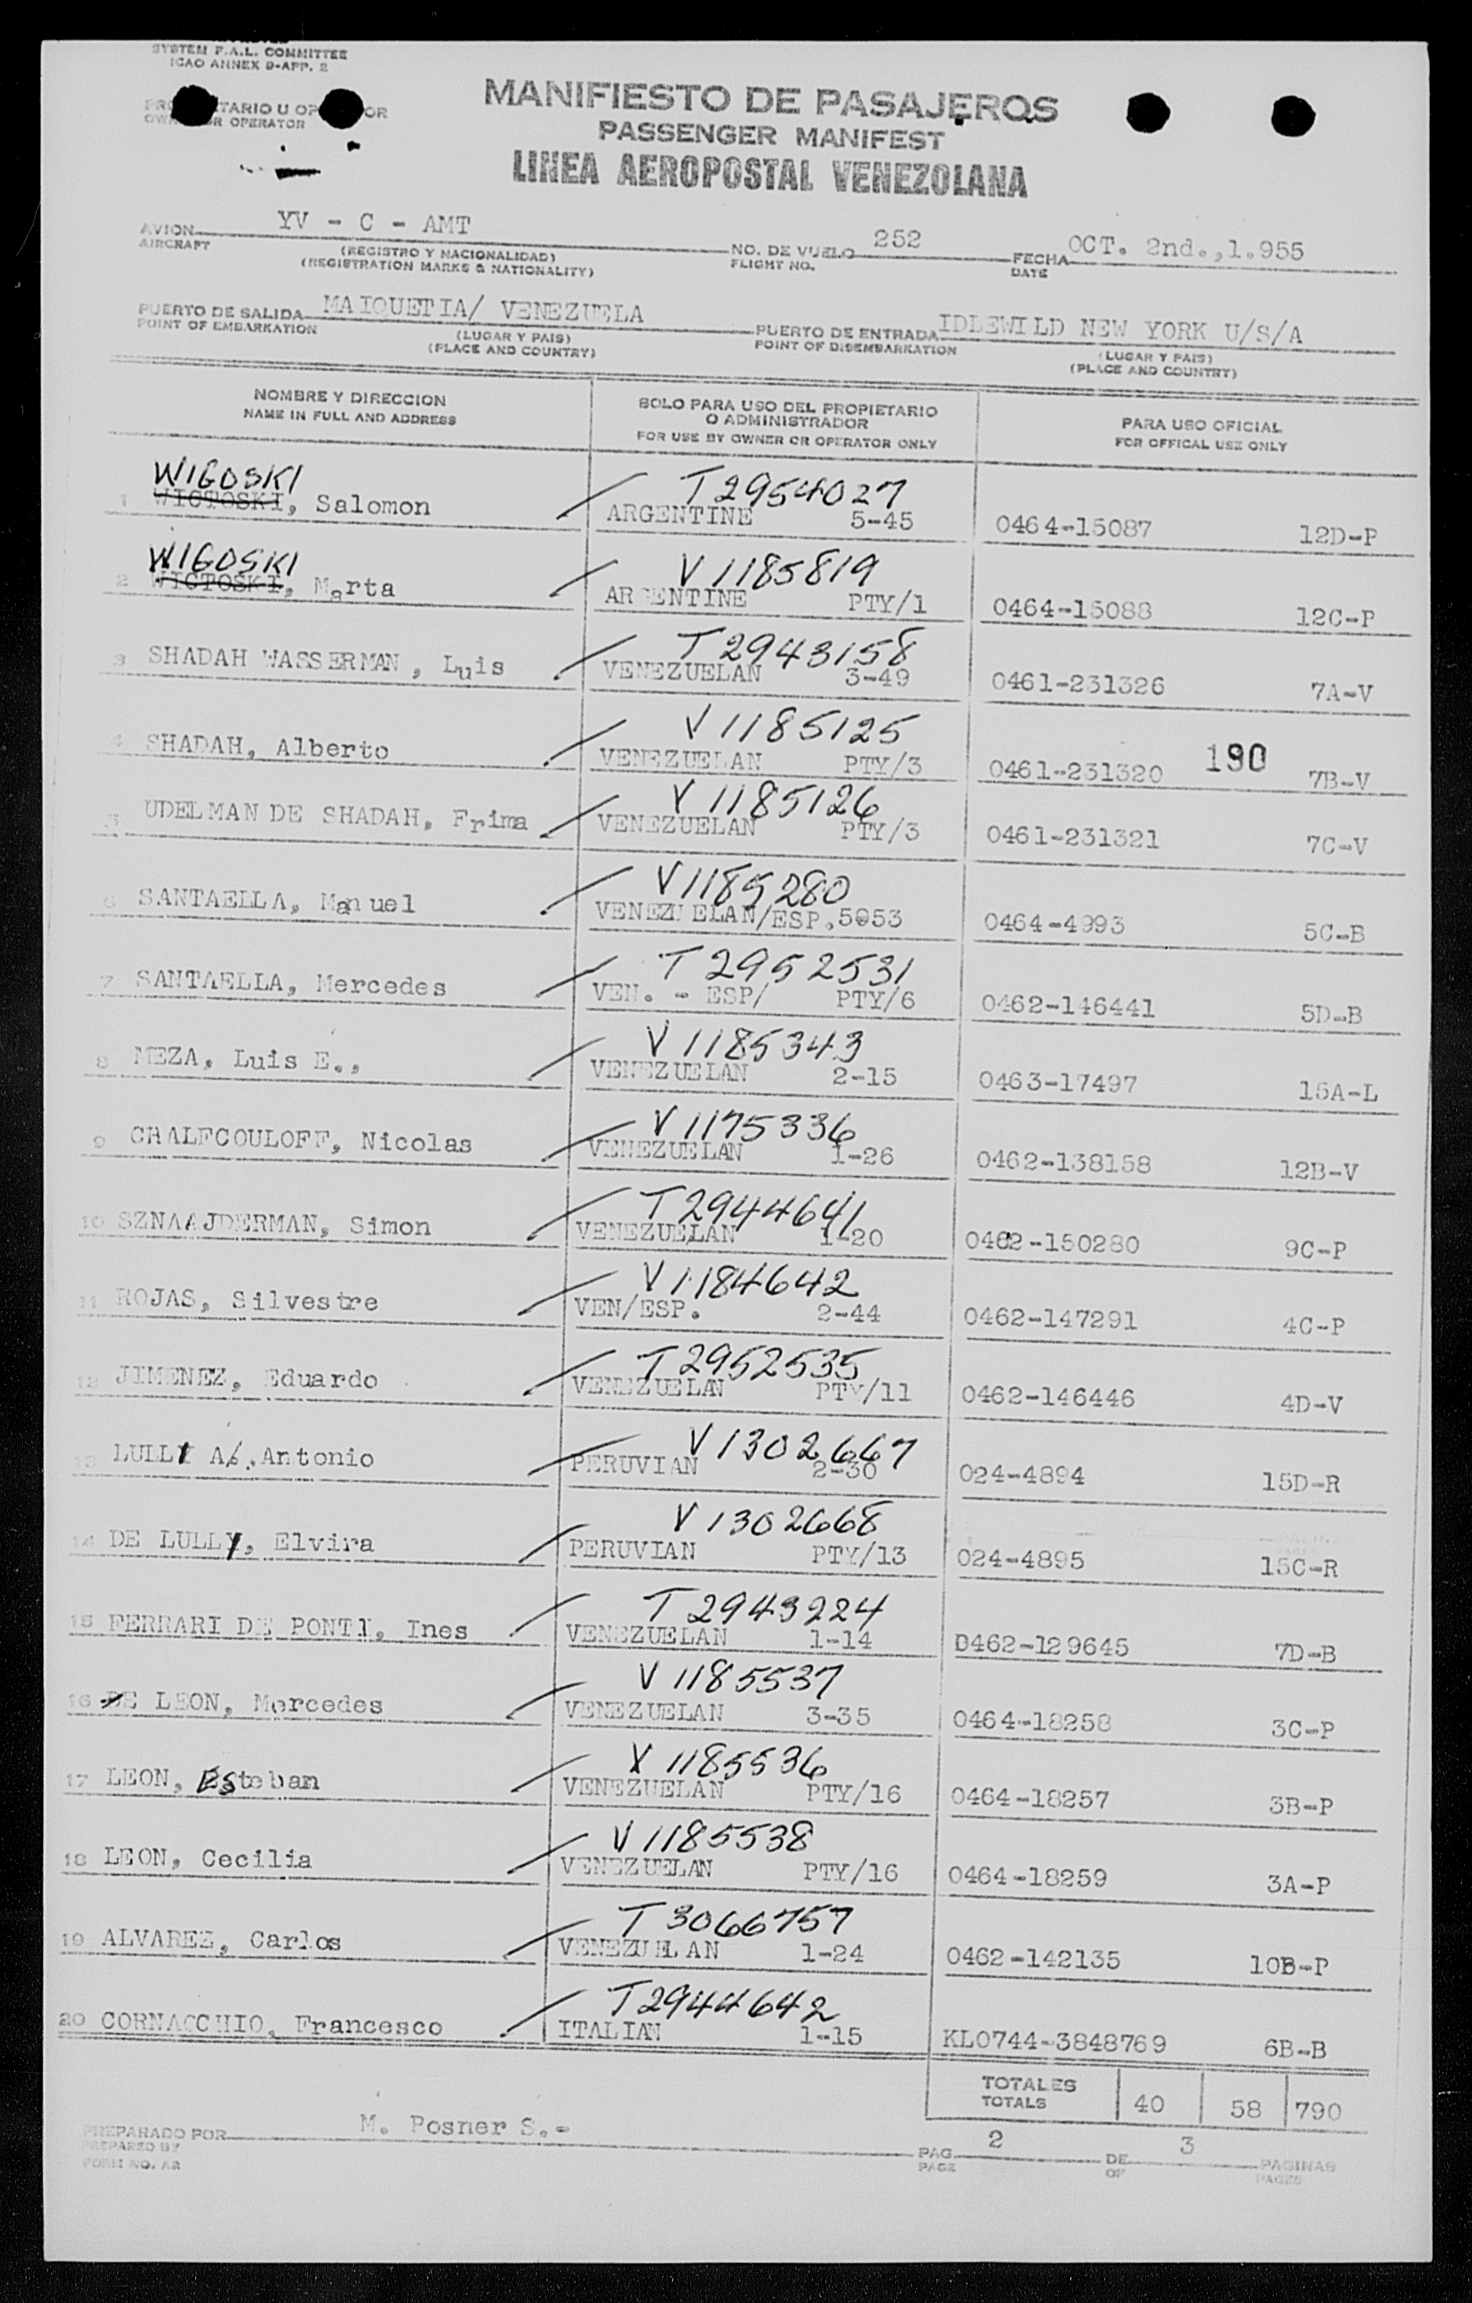 SYSTEM F.A.L. COMMITTEE
ICAO ANNEX 9-APP. 2
MANIFIESTO DE PASAJEROS
OR OPERATOR
PASSENGER MANIFEST
LINEA AEROPOSTAL VENEZOLANA
AVION YV - C - AMT NO. DE VUELO 252 FECHA OCT. 2nd.,1.955
AIRCRAFT (REGISTRO Y NACIONALIDAD) FLIGHT NO. DATE
(REGISTRATION MARKS & NATIONALITY)
PUERTO DE SALIDA MAIQUETIA/ VENEZUELA PUERTO DE ENTRADA IDLEWILD NEW YORK U/S/A
POINT OF EMBARKATION (LUGAR Y PAIS) POINT OF DISEMBARKATION (LUGAR Y PAIS)
(PLACE AND COUNTRY) (PLACE AND COUNTRY)
NOMBRE Y DIRECCION SOLO PARA USO DEL PROPIETARIO PARA USO OFICIAL
NAME IN FULL AND ADDRESS O ADMINISTRADOR FOR OFFICAL USE ONLY
FOR USE BY OWNER OR OPERATOR ONLY
WIGOSKI T2954027
1 WICTOSKI, Salomon ARGENTINE 5-45 0464-15087 12D-P
WIGOSKI V1185819
2 WICTOSKI, Marta ARGENTINE PTY/1 0464-15088 12C-P
T2943158
3 SHADAH WASSERMAN, Luis VENEZUELAN 3-49 0461-231326 7A-V
V1185125
4 SHADAH, Alberto VENEZUELAN PTY/3 0461-231320 190 7B-V
V1185126
5 UDELMAN DE SHADAH, Frima VENEZUELAN PTY/3 0461-231321 7C-V
V1185280
6 SANTAELLA, Manuel VENEZUELAN/ESP. 5053 0464-4993 5C-B
T2952531
7 SANTAELLA, Mercedes VEN. - ESP/ PTY/6 0462-146441 5D-B
V1185343
8 MEZA, Luis E., VENEZUELAN 2-15 0463-17497 15A-L
V1175336
9 CHALFCOULOFF, Nicolas VENEZUELAN 1-26 0462-138158 12B-V
T2944641
10 SZNAAJDERMAN, Simon VENEZUELAN 1-20 0462-150280 9C-P
V1184642
11 ROJAS, Silvestre VEN/ESP. 2-44 0462-147291 4C-P
T2952535
12 JIMENEZ, Eduardo VENEZUELAN PTY/11 0462-146446 4D-V
V1302667
13 LULLY A., Antonio PERUVIAN 2-30 024-4894 15D-R
V1302668
14 DE LULLY, Elvira PERUVIAN PTY/13 024-4895 15C-R
T2943224
15 FERRARI DE PONTI, Ines VENEZUELAN 1-14 0462-129645 7D-B
V1185537
16 DE LEON, Mercedes VENEZUELAN 3-35 0464-18258 3C-P
V1185536
17 LEON, Esteban VENEZUELAN PTY/16 0464-18257 3B-P
V1185538
18 LEON, Cecilia VENEZUELAN PTY/16 0464-18259 3A-P
T3066757
19 ALVAREZ, Carlos VENEZUELAN 1-24 0462-142135 10B-P
T2944642
20 CORNACCHIO, Francesco ITALIAN 1-15 KL0744-3848769 6B-B
TOTALES
TOTALS 40 58 790
PREPARADO POR M. Posner S.- PAG 2 DE 3 PAGINAS
PREPARED BY PAGE OF PAGES
FORM NO. AR